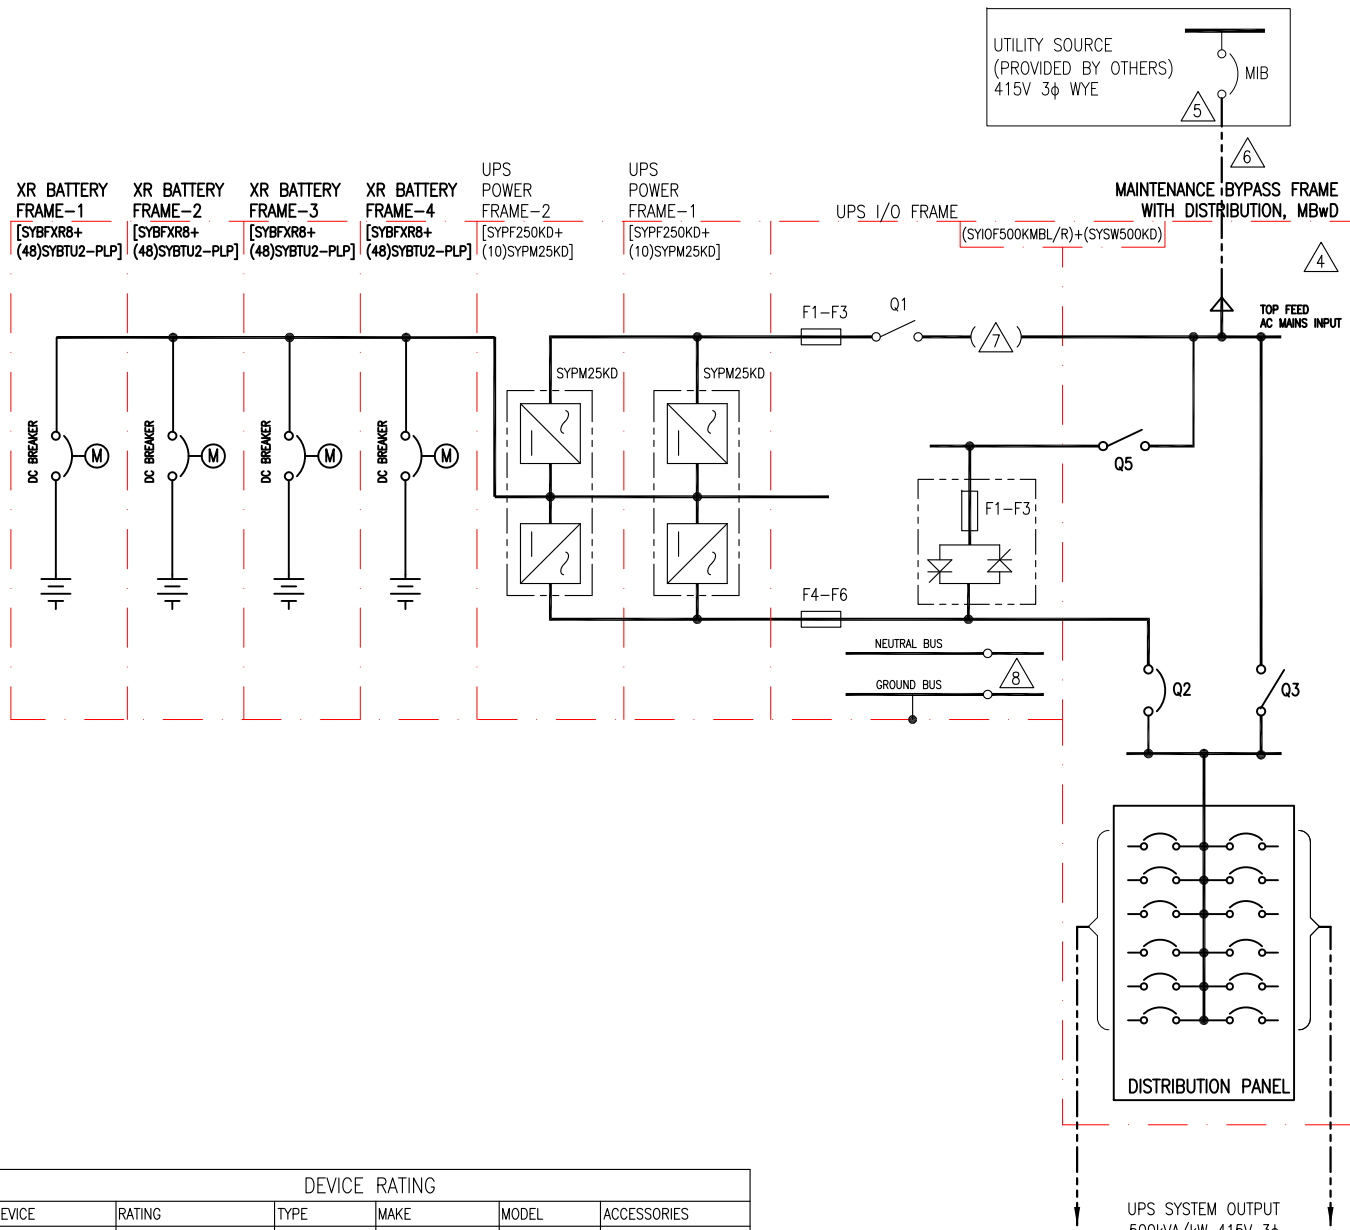 UTILITY SOURCE
(PROVIDED BY OTHERS)
415V 3ϕ WYE
MIB
5
6
MAINTENANCE BYPASS FRAME
WITH DISTRIBUTION, MBwD
4
XR BATTERY
FRAME-1
[SYBFXR8+
(48)SYBTU2-PLP]
XR BATTERY
FRAME-2
[SYBFXR8+
(48)SYBTU2-PLP]
XR BATTERY
FRAME-3
[SYBFXR8+
(48)SYBTU2-PLP]
XR BATTERY
FRAME-4
[SYBFXR8+
(48)SYBTU2-PLP]
UPS
POWER
FRAME-2
[SYPF250KD+
(10)SYPM25KD]
UPS
POWER
FRAME-1
[SYPF250KD+
(10)SYPM25KD]
UPS I/O FRAME
(SYIOF500KMBL/R)+(SYSW500KD)
TOP FEED
AC MAINS INPUT
F1-F3
Q1
7
SYPM25KD
SYPM25KD
DC BREAKER
M
DC BREAKER
M
DC BREAKER
M
DC BREAKER
M
Q5
F1-F3
F4-F6
NEUTRAL BUS
8
GROUND BUS
Q2
Q3
DISTRIBUTION PANEL
DEVICE RATING
EVICE
RATING
TYPE
MAKE
MODEL
ACCESSORIES
UPS SYSTEM OUTPUT
500kVA/kW 415V 3ϕ